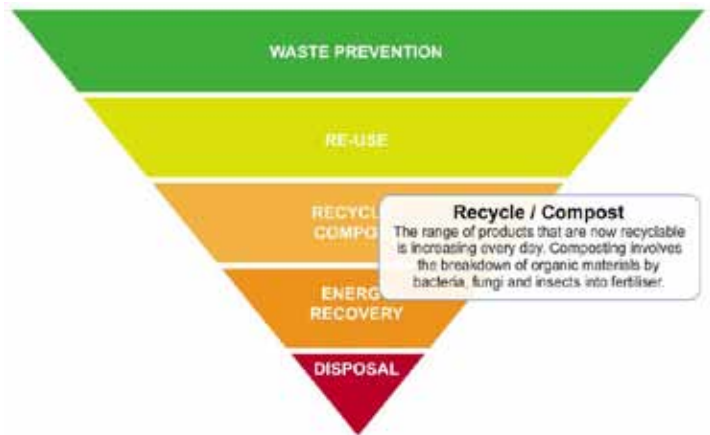 WASTE PREVENTION
RE-USE
RECYCL
COMPO
Recycle / Compost
The range of products that are now recyclable
is increasing every day. Composting involves
the breakdown of organic materials by
bacteria, fungi and insects into fertiliser.
ENERG
RECOVERY
DISPOSAL